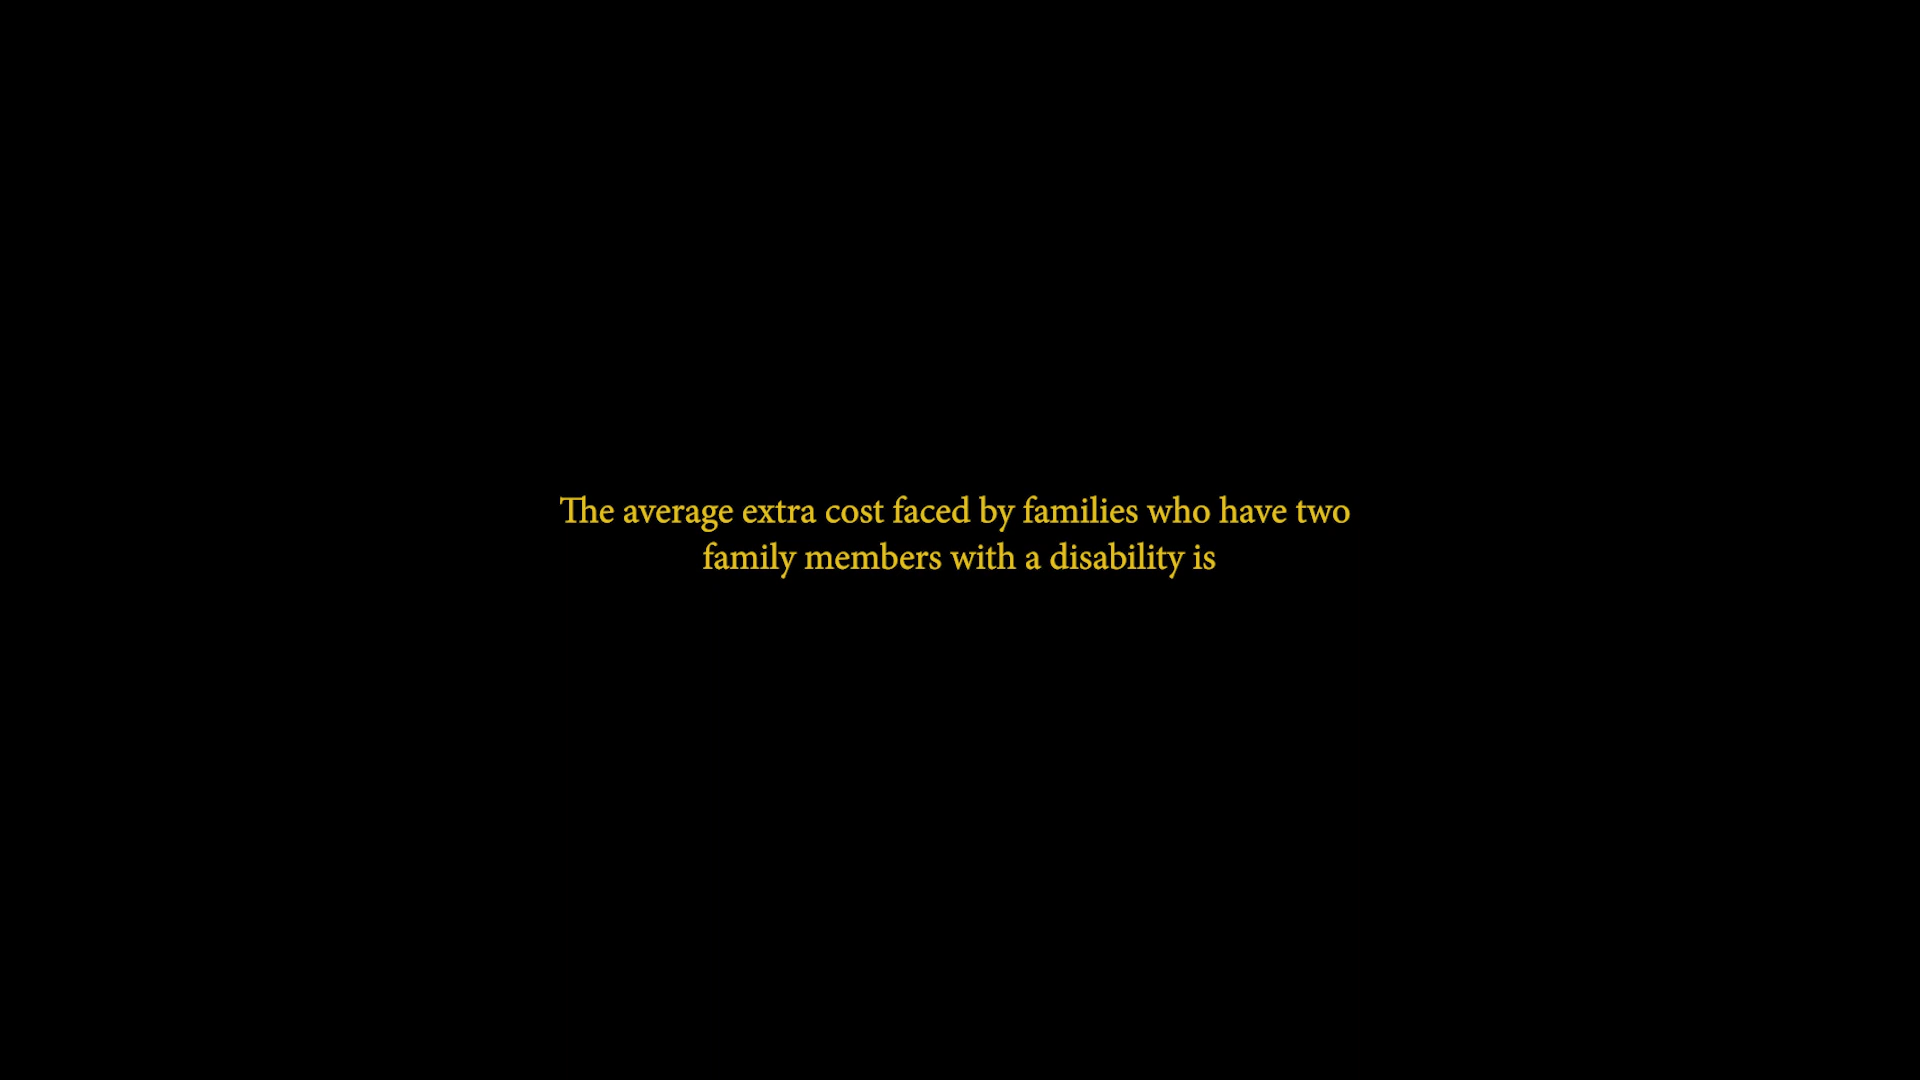 The average extra cost faced by families who have two
family members with a disability is